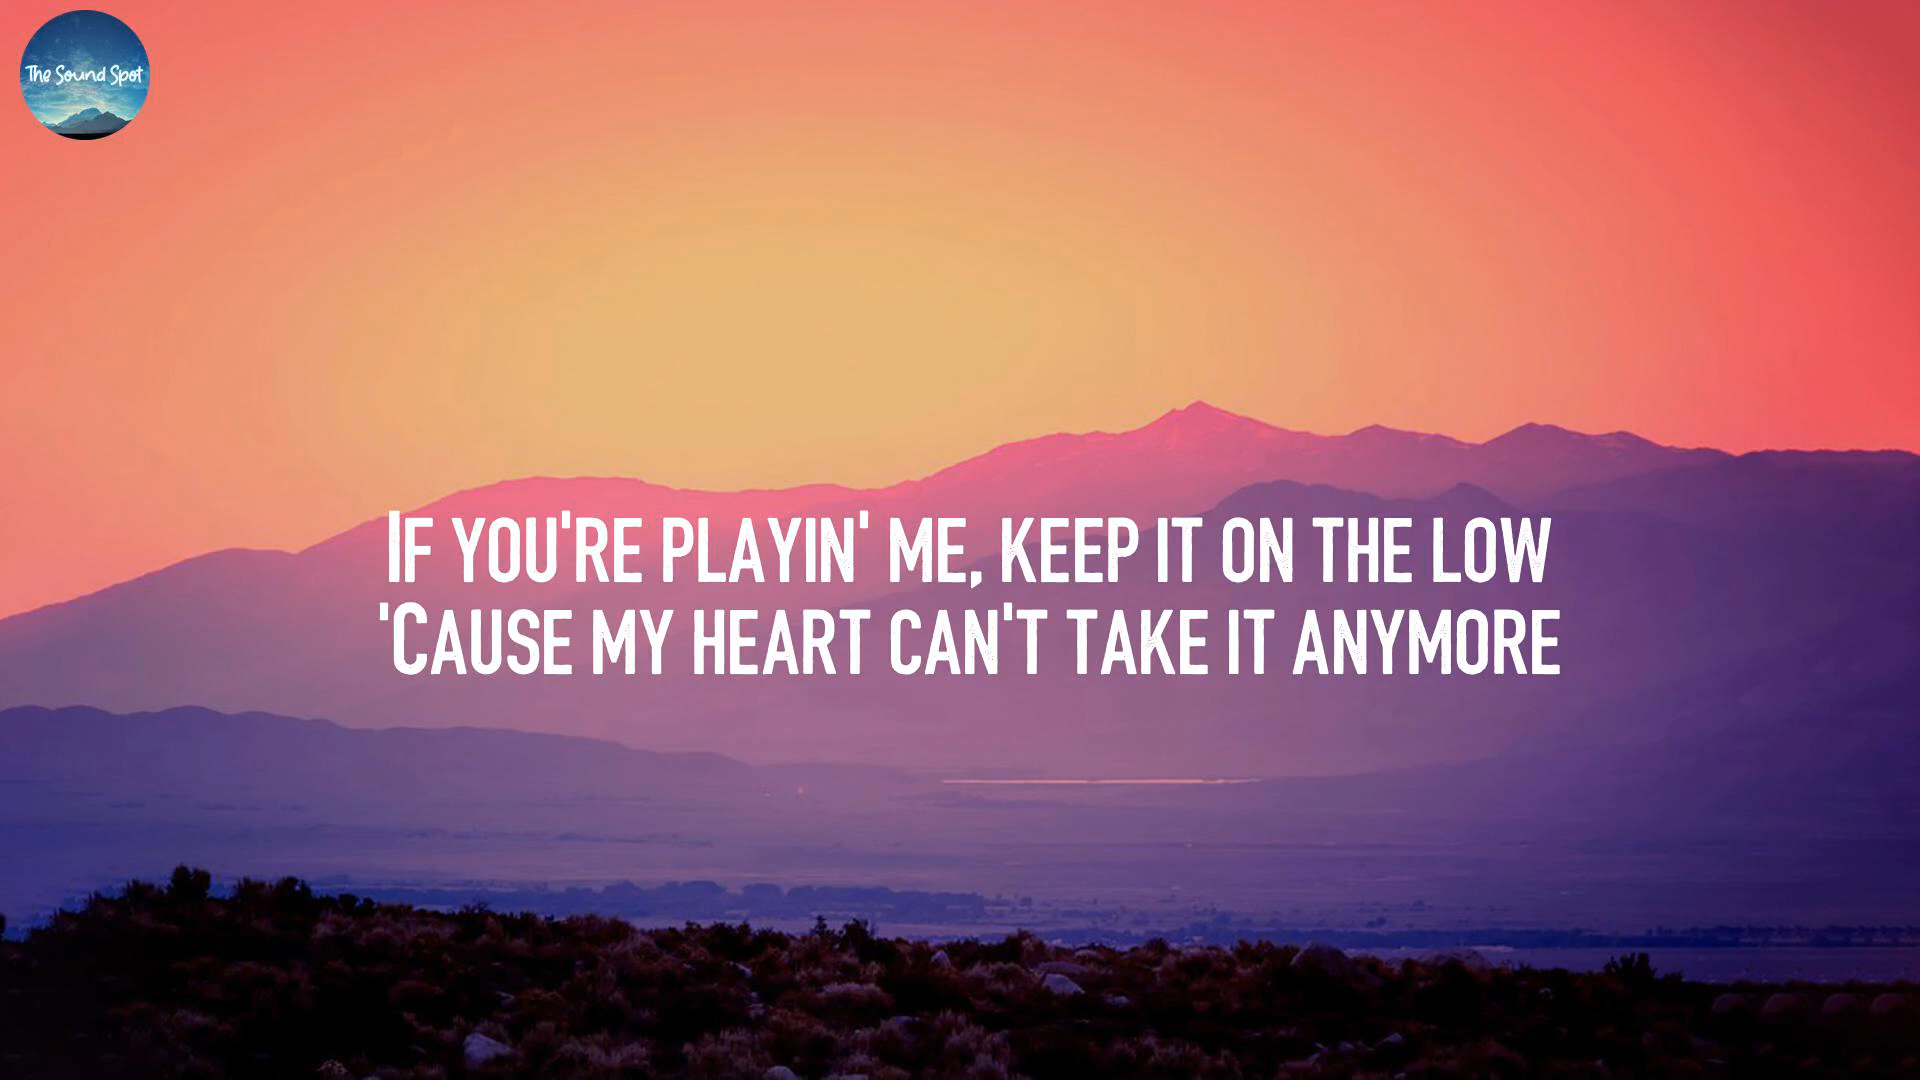 The Sound Spot
If you're playin' me, keep it on the low
'Cause my heart can't take it anymore